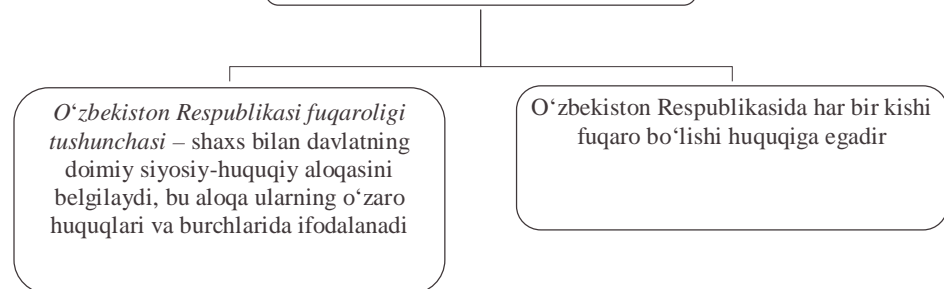 O‘zbekiston Respublikasi fuqaroligi
tushunchasi – shaxs bilan davlatning
doimiy siyosiy-huquqiy aloqasini
belgilaydi, bu aloqa ularning o‘zaro
huquqlari va burchlarida ifodalanadi
O‘zbekiston Respublikasida har bir kishi
fuqaro bo‘lishi huquqiga egadir